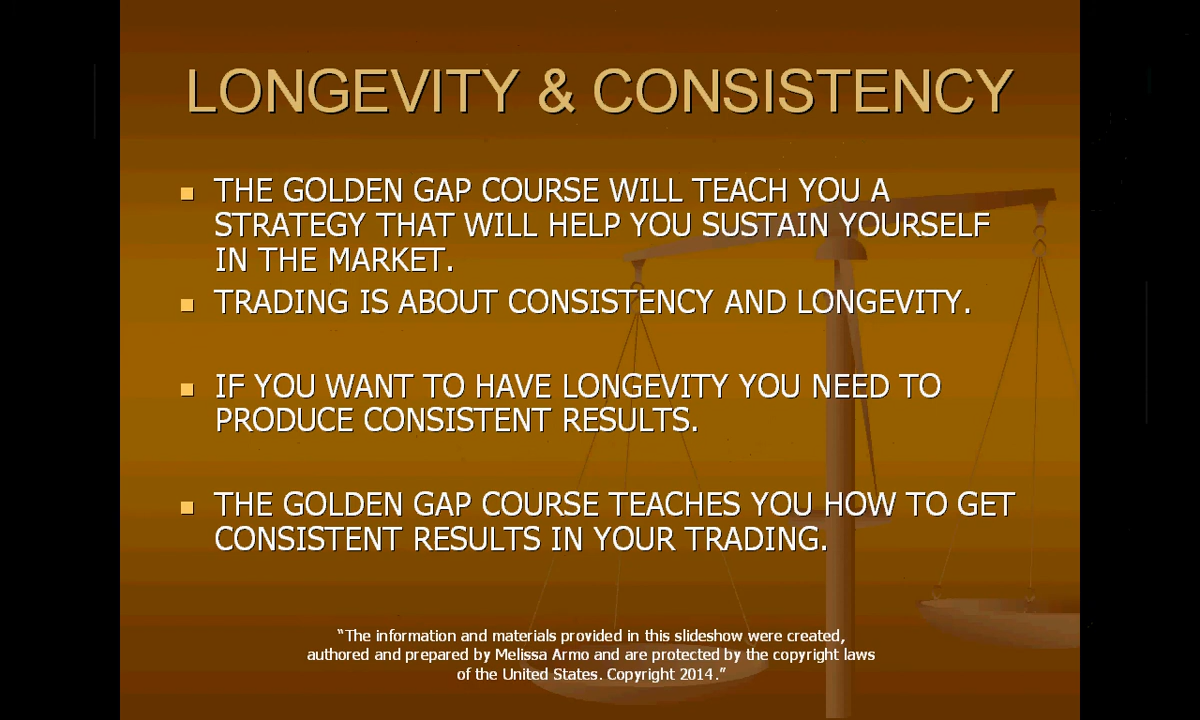 LONGEVITY & CONSISTENCY
THE GOLDEN GAP COURSE WILL TEACH YOU A
STRATEGY THAT WILL HELP YOU SUSTAIN YOURSELF
IN THE MARKET.
TRADING IS ABOUT CONSISTENCY AND LONGEVITY.
IF YOU WANT TO HAVE LONGEVITY YOU NEED TO
PRODUCE CONSISTENT RESULTS.
THE GOLDEN GAP COURSE TEACHES YOU HOW TO GET
CONSISTENT RESULTS IN YOUR TRADING.
“The information and materials provided in this slideshow were created,
authored and prepared by Melissa Armo and are protected by the copyright laws
of the United States. Copyright 2014.”